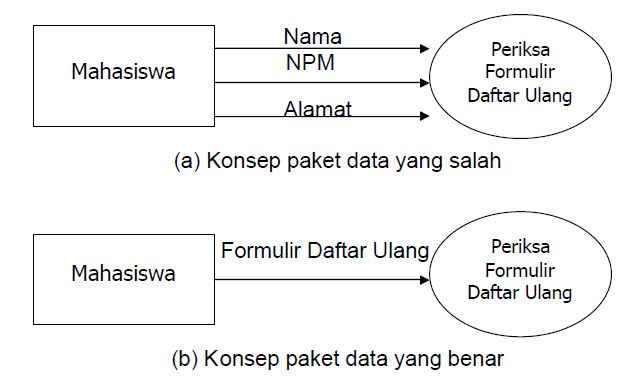 Mahasiswa
Nama
NPM
Alamat
Periksa
Formulir
Daftar Ulang
(a) Konsep paket data yang salah
Mahasiswa
Formulir Daftar Ulang
Periksa
Formulir
Daftar Ulang
(b) Konsep paket data yang benar